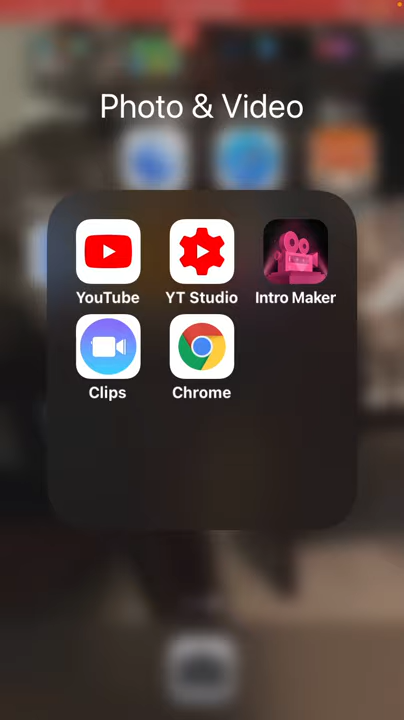 Photo & Video
YouTube
YT Studio
Intro Maker
Clips
Chrome